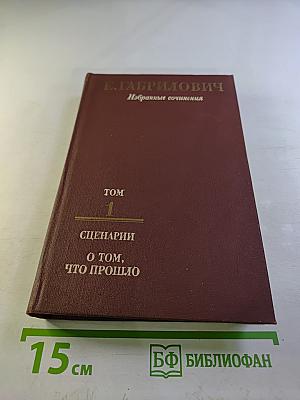 Е. ГАБРИЛОВИЧ
Избранные сочинения
ТОМ
1
СЦЕНАРИИ
О ТОМ,
ЧТО ПРОШЛО
15 см
БФ БИБЛИОФАН